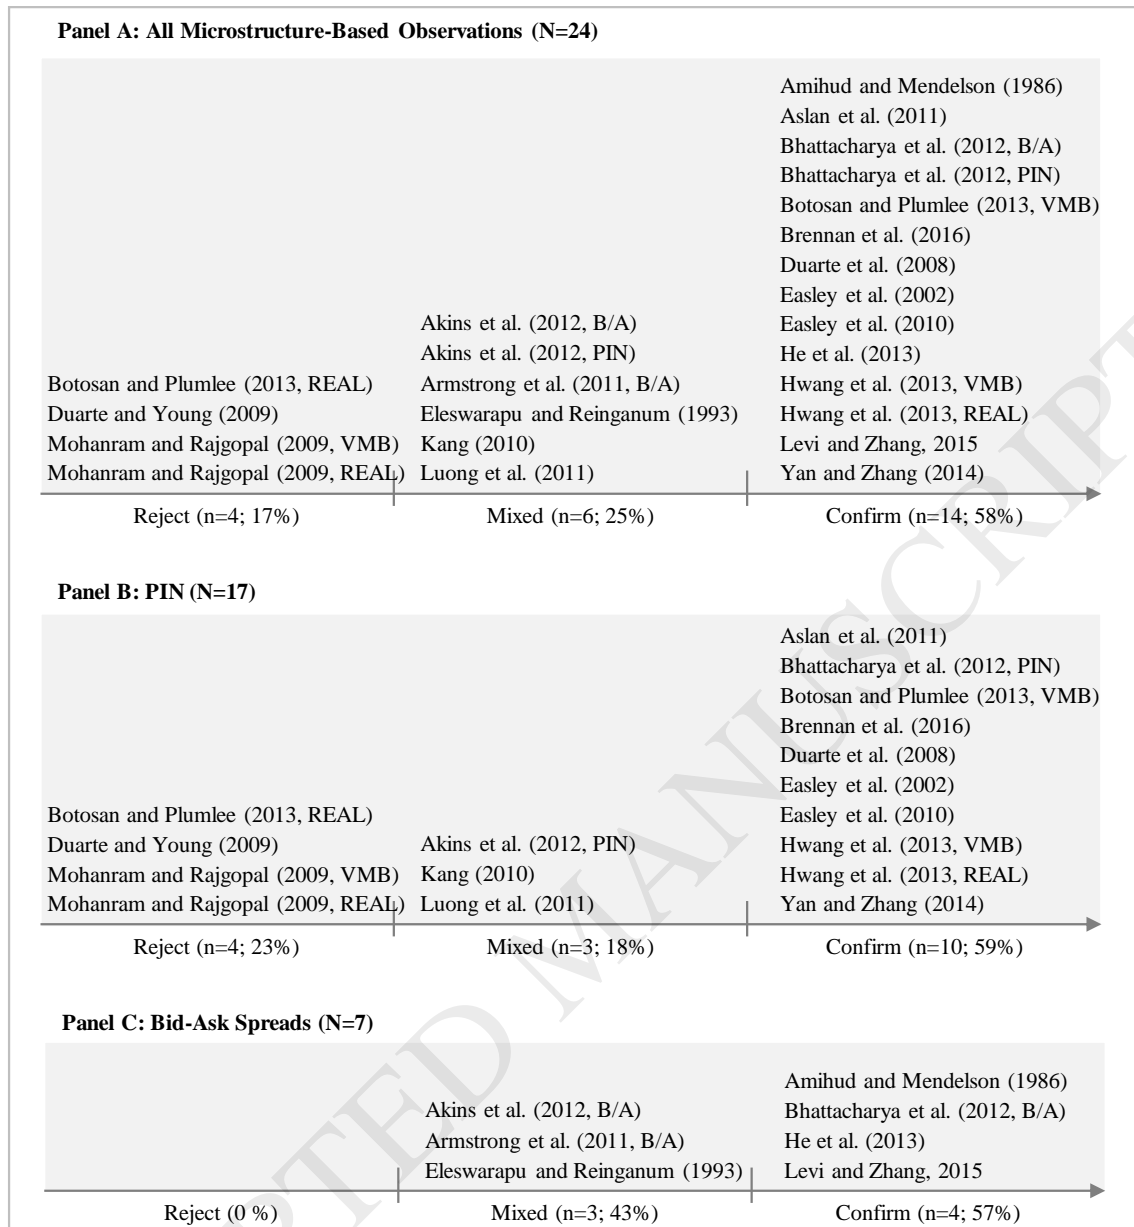 Panel A: All Microstructure-Based Observations (N=24)
Amihud and Mendelson (1986)
Aslan et al. (2011)
Bhattacharya et al. (2012, B/A)
Bhattacharya et al. (2012, PIN)
Botosan and Plumlee (2013, VMB)
Brennan et al. (2016)
Duarte et al. (2008)
Easley et al. (2002)
Akins et al. (2012, B/A) Easley et al. (2010)
Akins et al. (2012, PIN) He et al. (2013)
Botosan and Plumlee (2013, REAL) Armstrong et al. (2011, B/A) Hwang et al. (2013, VMB)
Duarte and Young (2009) Eleswarapu and Reinganum (1993) Hwang et al. (2013, REAL)
Mohanram and Rajgopal (2009, VMB) Kang (2010) Levi and Zhang, 2015
Mohanram and Rajgopal (2009, REAL) Luong et al. (2011) Yan and Zhang (2014)
Reject (n=4; 17%) Mixed (n=6; 25%) Confirm (n=14; 58%)
Panel B: PIN (N=17)
Aslan et al. (2011)
Bhattacharya et al. (2012, PIN)
Botosan and Plumlee (2013, VMB)
Brennan et al. (2016)
Duarte et al. (2008)
Easley et al. (2002)
Botosan and Plumlee (2013, REAL) Easley et al. (2010)
Duarte and Young (2009) Akins et al. (2012, PIN) Hwang et al. (2013, VMB)
Mohanram and Rajgopal (2009, VMB) Kang (2010) Hwang et al. (2013, REAL)
Mohanram and Rajgopal (2009, REAL) Luong et al. (2011) Yan and Zhang (2014)
Reject (n=4; 23%) Mixed (n=3; 18%) Confirm (n=10; 59%)
Panel C: Bid-Ask Spreads (N=7)
Amihud and Mendelson (1986)
Akins et al. (2012, B/A) Bhattacharya et al. (2012, B/A)
Armstrong et al. (2011, B/A) He et al. (2013)
Eleswarapu and Reinganum (1993) Levi and Zhang, 2015
Reject (0 %) Mixed (n=3; 43%) Confirm (n=4; 57%)
PTED MANUSCRIPT